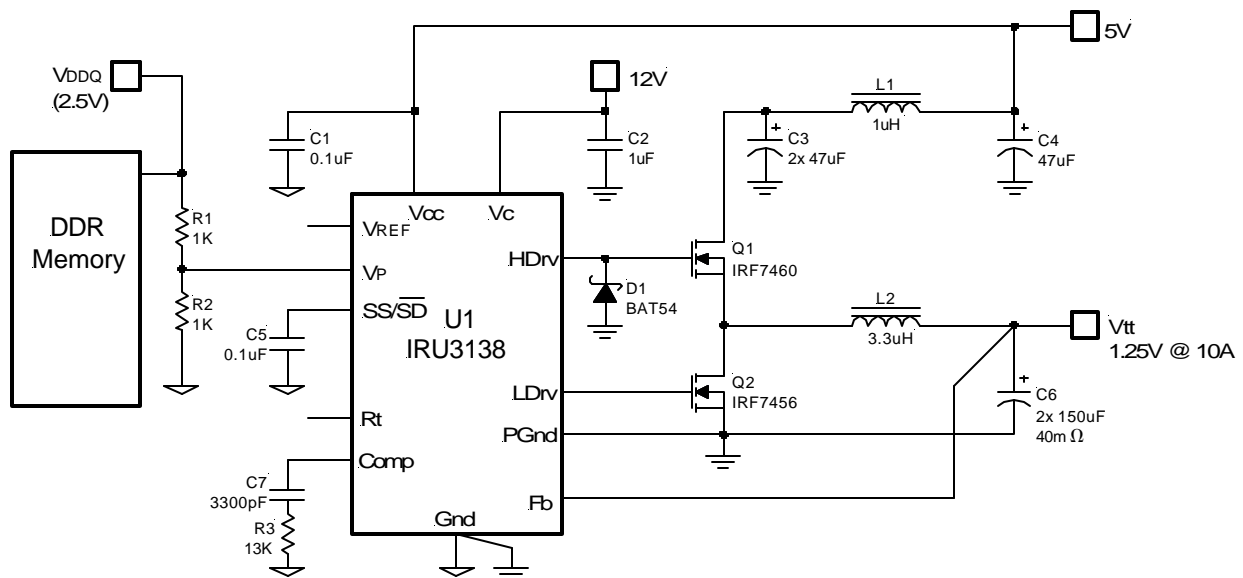 5V
VDDQ
(2.5V)
12V
L1
1uH
C1
0.1uF
C2
1uF
C3
2x 47uF
C4
47uF
DDR
Memory
R1
1K
R2
1K
Vcc
Vc
VREF
VP
SS/SD
HDrv
Q1
IRF7460
D1
BAT54
C5
0.1uF
U1
IRU3138
L2
3.3uH
Vtt
1.25V @ 10A
LDrv
Q2
IRF7456
C6
2x 150uF
40mΩ
Rt
PGnd
Comp
C7
3300pF
R3
13K
Fb
Gnd